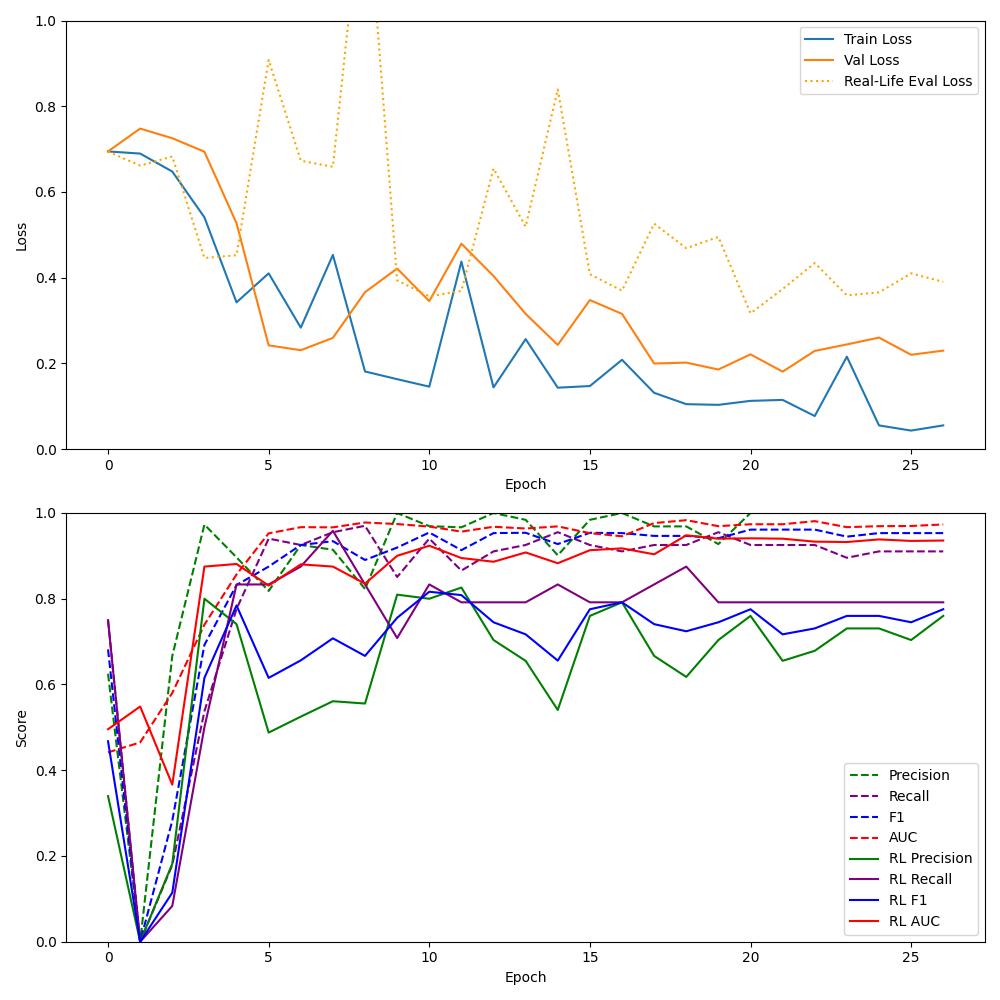 1.0
0.8
0.6
0.4
0.2
0.0
Loss
Train Loss
Val Loss
Real-Life Eval Loss
0 5 10 15 20 25
Epoch
1.0
0.8
0.6
0.4
0.2
0.0
Score
Precision
Recall
F1
AUC
RL Precision
RL Recall
RL F1
RL AUC
0 5 10 15 20 25
Epoch